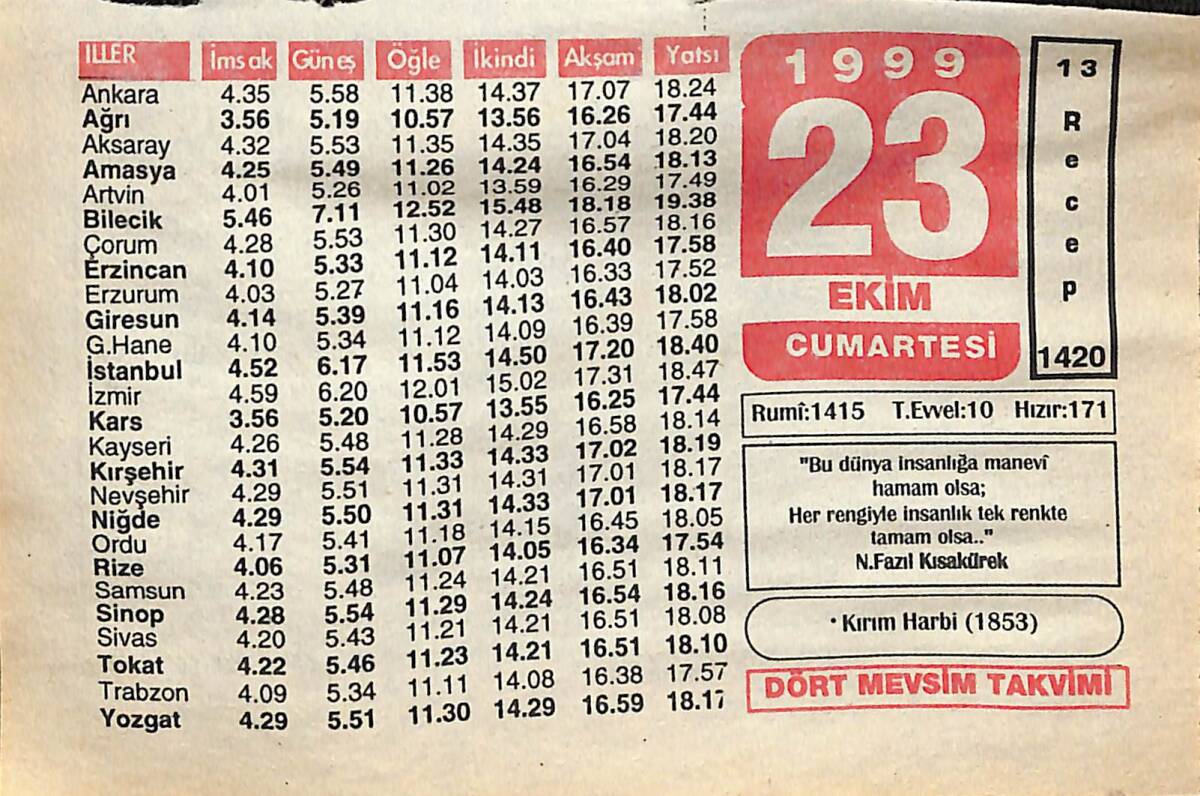 İLLER İmsak Güneş Öğle İkindi Akşam Yatsı
Ankara 4.35 5.58 11.38 14.37 17.07 18.24
Ağrı 3.56 5.19 10.57 13.56 16.26 17.44
Aksaray 4.32 5.53 11.35 14.35 17.04 18.20
Amasya 4.25 5.49 11.26 14.24 16.54 18.13
Artvin 4.01 5.26 11.02 13.59 16.29 17.49
Bilecik 5.46 7.11 12.52 15.48 18.18 19.38
Çorum 4.28 5.53 11.30 14.27 16.57 18.16
Erzincan 4.10 5.33 11.12 14.11 16.40 17.58
Erzurum 4.03 5.27 11.04 14.03 16.33 17.52
Giresun 4.14 5.39 11.16 14.13 16.43 18.02
G.Hane 4.10 5.34 11.12 14.09 16.39 17.58
İstanbul 4.52 6.17 11.53 14.50 17.20 18.40
İzmir 4.59 6.20 12.01 15.02 17.31 18.47
Kars 3.56 5.20 10.57 13.55 16.25 17.44
Kayseri 4.26 5.48 11.28 14.29 16.58 18.14
Kırşehir 4.31 5.54 11.33 14.33 17.02 18.19
Nevşehir 4.29 5.51 11.31 14.31 17.01 18.17
Niğde 4.29 5.50 11.31 14.33 17.01 18.17
Ordu 4.17 5.41 11.18 14.15 16.45 18.05
Rize 4.06 5.31 11.07 14.05 16.34 17.54
Samsun 4.23 5.48 11.24 14.21 16.51 18.11
Sinop 4.28 5.54 11.29 14.24 16.54 18.16
Sivas 4.20 5.43 11.21 14.21 16.51 18.08
Tokat 4.22 5.46 11.23 14.21 16.51 18.10
Trabzon 4.09 5.34 11.11 14.08 16.38 17.57
Yozgat 4.29 5.51 11.30 14.29 16.59 18.17
1999
23
EKİM
CUMARTESİ
13
Recep
1420
Rumî:1415 T.Evvel:10 Hızır:171
"Bu dünya insanlığa manevî
hamam olsa;
Her rengiyle insanlık tek renkte
tamam olsa.."
N.Fazıl Kısakürek
• Kırım Harbi (1853)
DÖRT MEVSİM TAKVİMİ